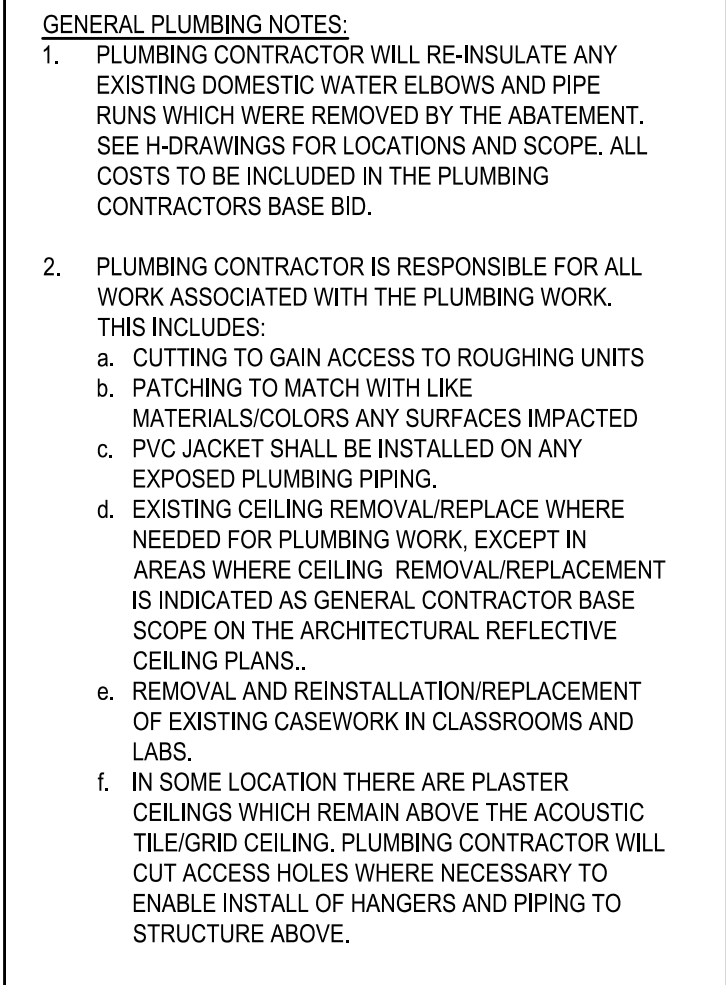 GENERAL PLUMBING NOTES:
1. PLUMBING CONTRACTOR WILL RE-INSULATE ANY
EXISTING DOMESTIC WATER ELBOWS AND PIPE
RUNS WHICH WERE REMOVED BY THE ABATEMENT.
SEE H-DRAWINGS FOR LOCATIONS AND SCOPE. ALL
COSTS TO BE INCLUDED IN THE PLUMBING
CONTRACTORS BASE BID.
2. PLUMBING CONTRACTOR IS RESPONSIBLE FOR ALL
WORK ASSOCIATED WITH THE PLUMBING WORK.
THIS INCLUDES:
a. CUTTING TO GAIN ACCESS TO ROUGHING UNITS
b. PATCHING TO MATCH WITH LIKE
MATERIALS/COLORS ANY SURFACES IMPACTED
c. PVC JACKET SHALL BE INSTALLED ON ANY
EXPOSED PLUMBING PIPING.
d. EXISTING CEILING REMOVAL/REPLACE WHERE
NEEDED FOR PLUMBING WORK, EXCEPT IN
AREAS WHERE CEILING REMOVAL/REPLACEMENT
IS INDICATED AS GENERAL CONTRACTOR BASE
SCOPE ON THE ARCHITECTURAL REFLECTIVE
CEILING PLANS..
e. REMOVAL AND REINSTALLATION/REPLACEMENT
OF EXISTING CASEWORK IN CLASSROOMS AND
LABS.
f. IN SOME LOCATION THERE ARE PLASTER
CEILINGS WHICH REMAIN ABOVE THE ACOUSTIC
TILE/GRID CEILING. PLUMBING CONTRACTOR WILL
CUT ACCESS HOLES WHERE NECESSARY TO
ENABLE INSTALL OF HANGERS AND PIPING TO
STRUCTURE ABOVE.